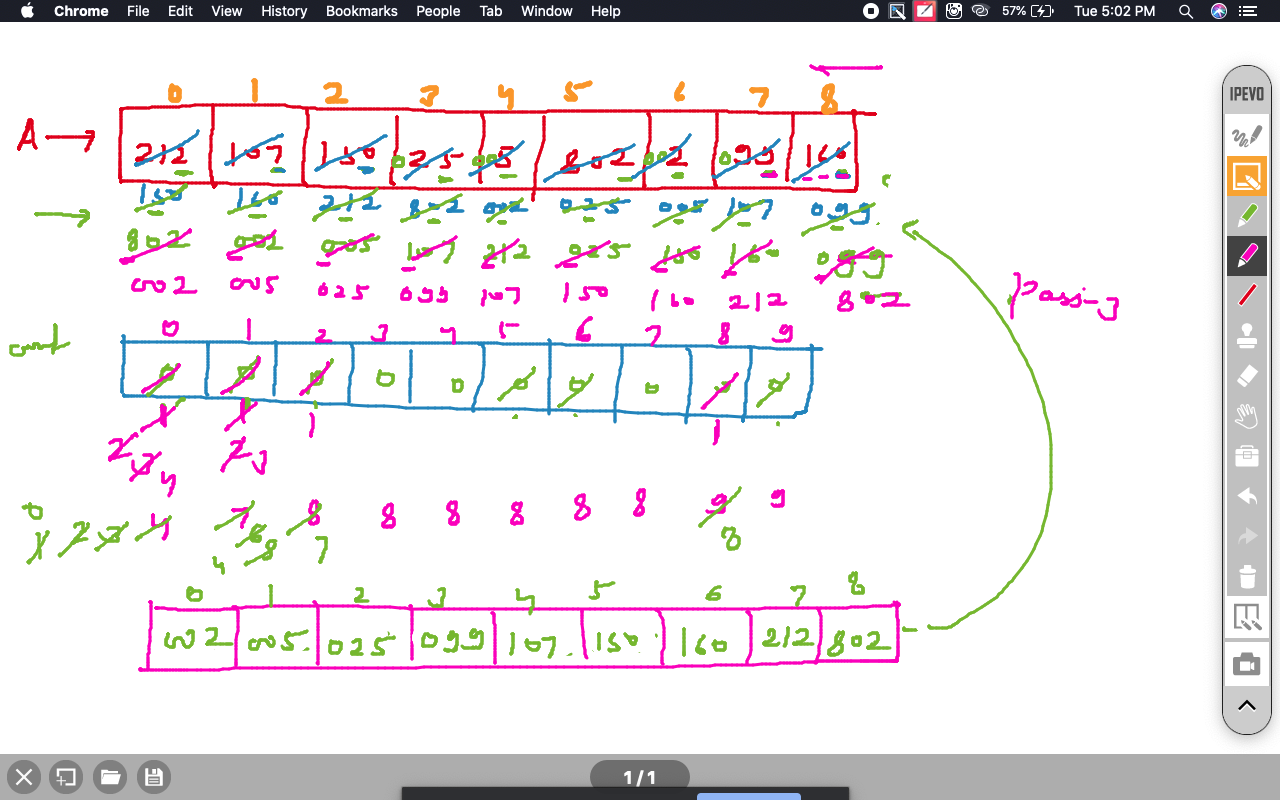 Chrome File Edit View History Bookmarks People Tab Window Help 57% Tue 5:02 PM
IPEVO
0 1 2 3 4 5 6 7 8
A → 212 107 150 025 005 802 002 099 160
150 160 212 802 002 025 005 107 099
802 002 005 107 212 025 150 160 099
002 005 025 099 107 150 160 212 802
Passing
0 1 2 3 4 5 6 7 8 9
count 0 0 0 0 0 0 0 0 0 0
1 1 1 1
2 3 4 2 3
0 1 2 3 4 7 8 8 8 8 8 8 9 9
4 6 7 8
0 1 2 3 4 5 6 7 8
002 005 025 099 107 150 160 212 802
1/1